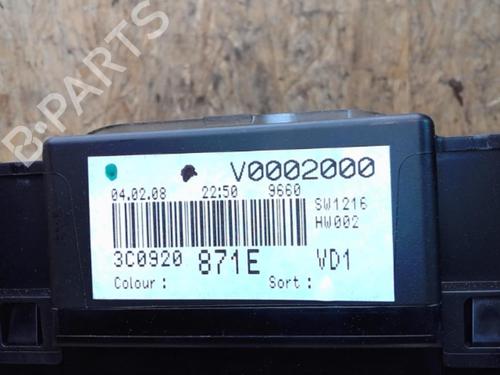 B-PARTS
V0002000
04.02.08 22:50 9660
SW1216
HW002
3C0920 871E VD1
Colour : Sort :